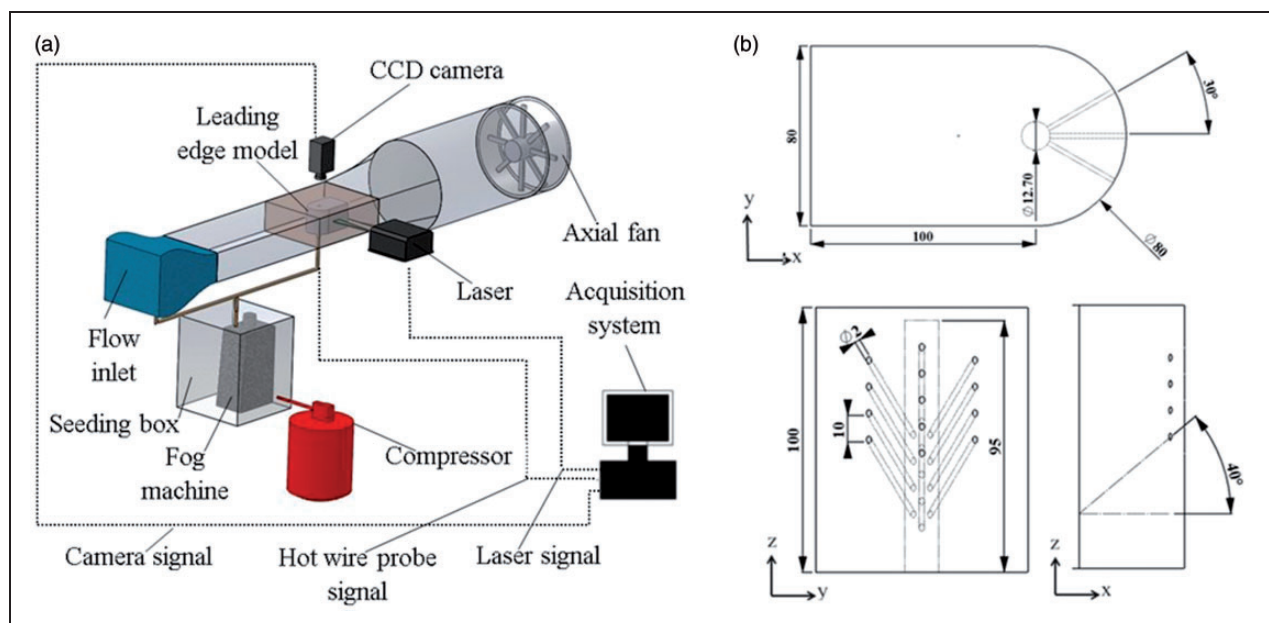 (a)
CCD camera
Leading
edge model
Axial fan
Laser
Acquisition
system
Flow
inlet
Seeding box
Fog
machine
Compressor
Camera signal
Hot wire probe
signal
Laser signal
(b)
80
30°
Ø12.70
y
x
100
Ø80
Ø2
10
100
95
40°
z
y
z
x